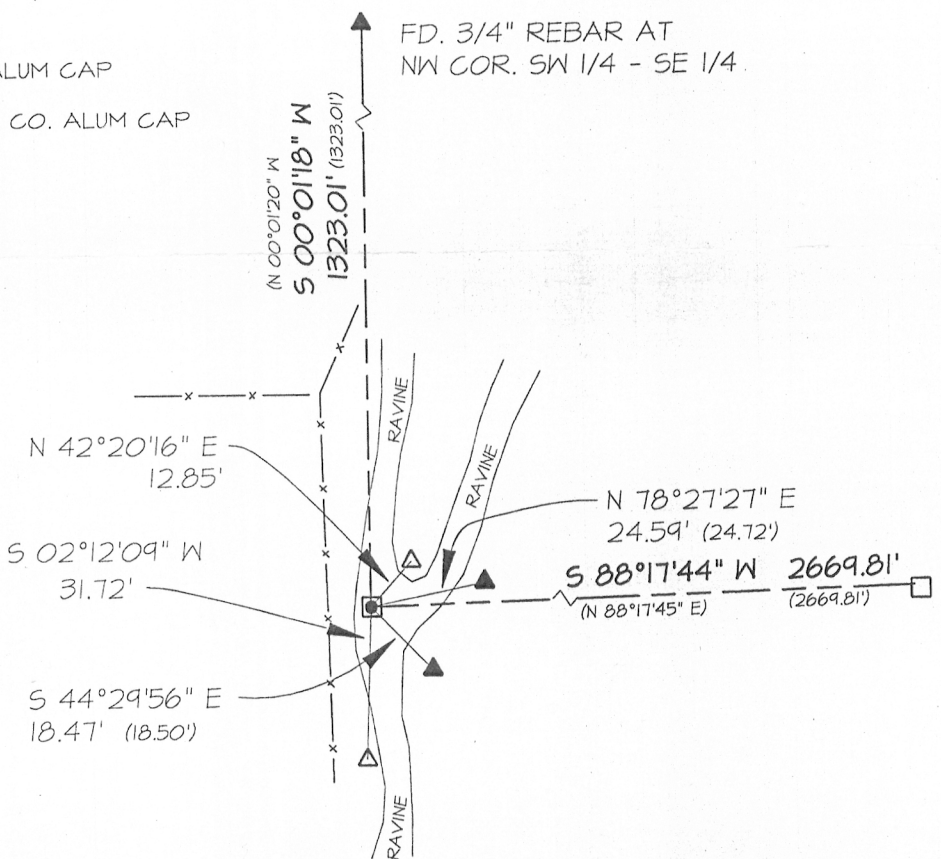 FD. 3/4" REBAR AT
NW COR. SW 1/4 - SE 1/4
ALUM CAP
CO. ALUM CAP
(N 00°01'20" W
S 00°01'18" W
1323.01' (1323.01')
RAVINE
RAVINE
N 42°20'16" E
12.85'
N 78°27'27" E
24.59' (24.72')
S 02°12'09" W
31.72'
S 88°17'44" W 2669.81'
(N 88°17'45" E) (2669.81')
S 44°29'56" E
18.47' (18.50')
RAVINE